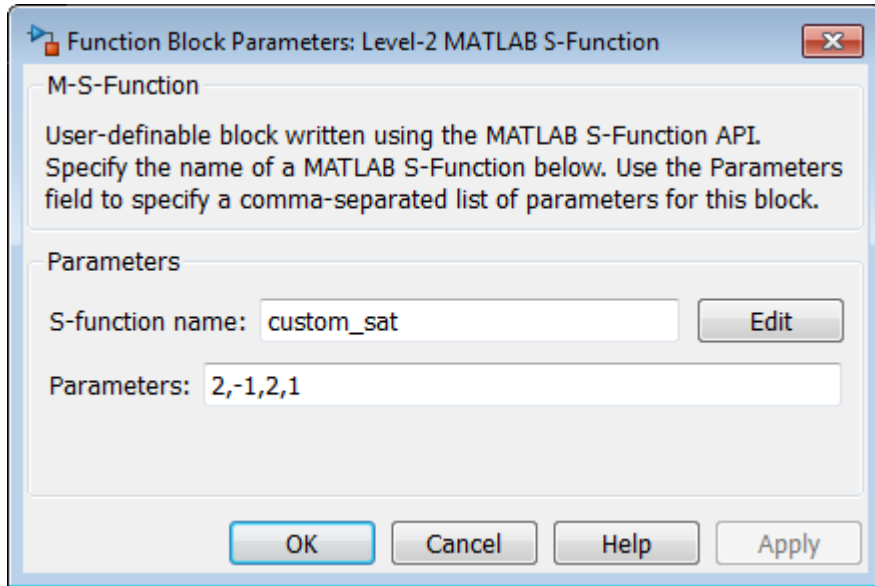 Function Block Parameters: Level-2 MATLAB S-Function
M-S-Function
User-definable block written using the MATLAB S-Function API.
Specify the name of a MATLAB S-Function below. Use the Parameters
field to specify a comma-separated list of parameters for this block.
Parameters
S-function name: custom_sat Edit
Parameters: 2,-1,2,1
OK Cancel Help Apply